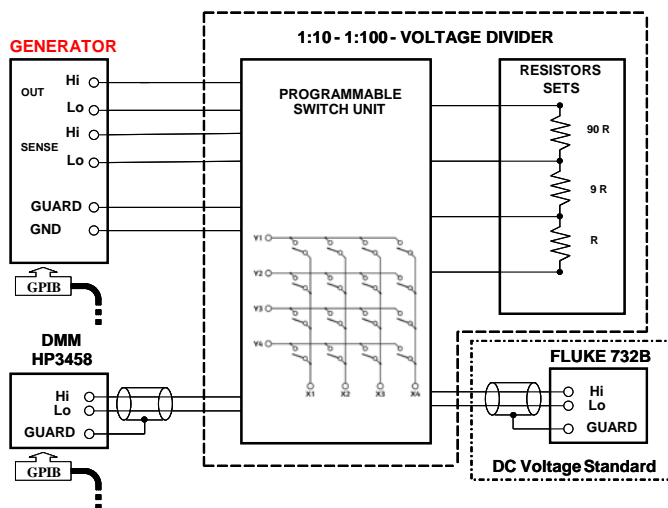 GENERATOR
OUT
Hi
Lo
SENSE
Hi
Lo
GUARD
GND
GPIB
1:10 - 1:100 - VOLTAGE DIVIDER
PROGRAMMABLE
SWITCH UNIT
Y1
Y2
Y3
Y4
X1 X2 X3 X4
RESISTORS
SETS
90 R
9 R
R
DMM
HP3458
Hi
Lo
GUARD
GPIB
FLUKE 732B
Hi
Lo
GUARD
DC Voltage Standard